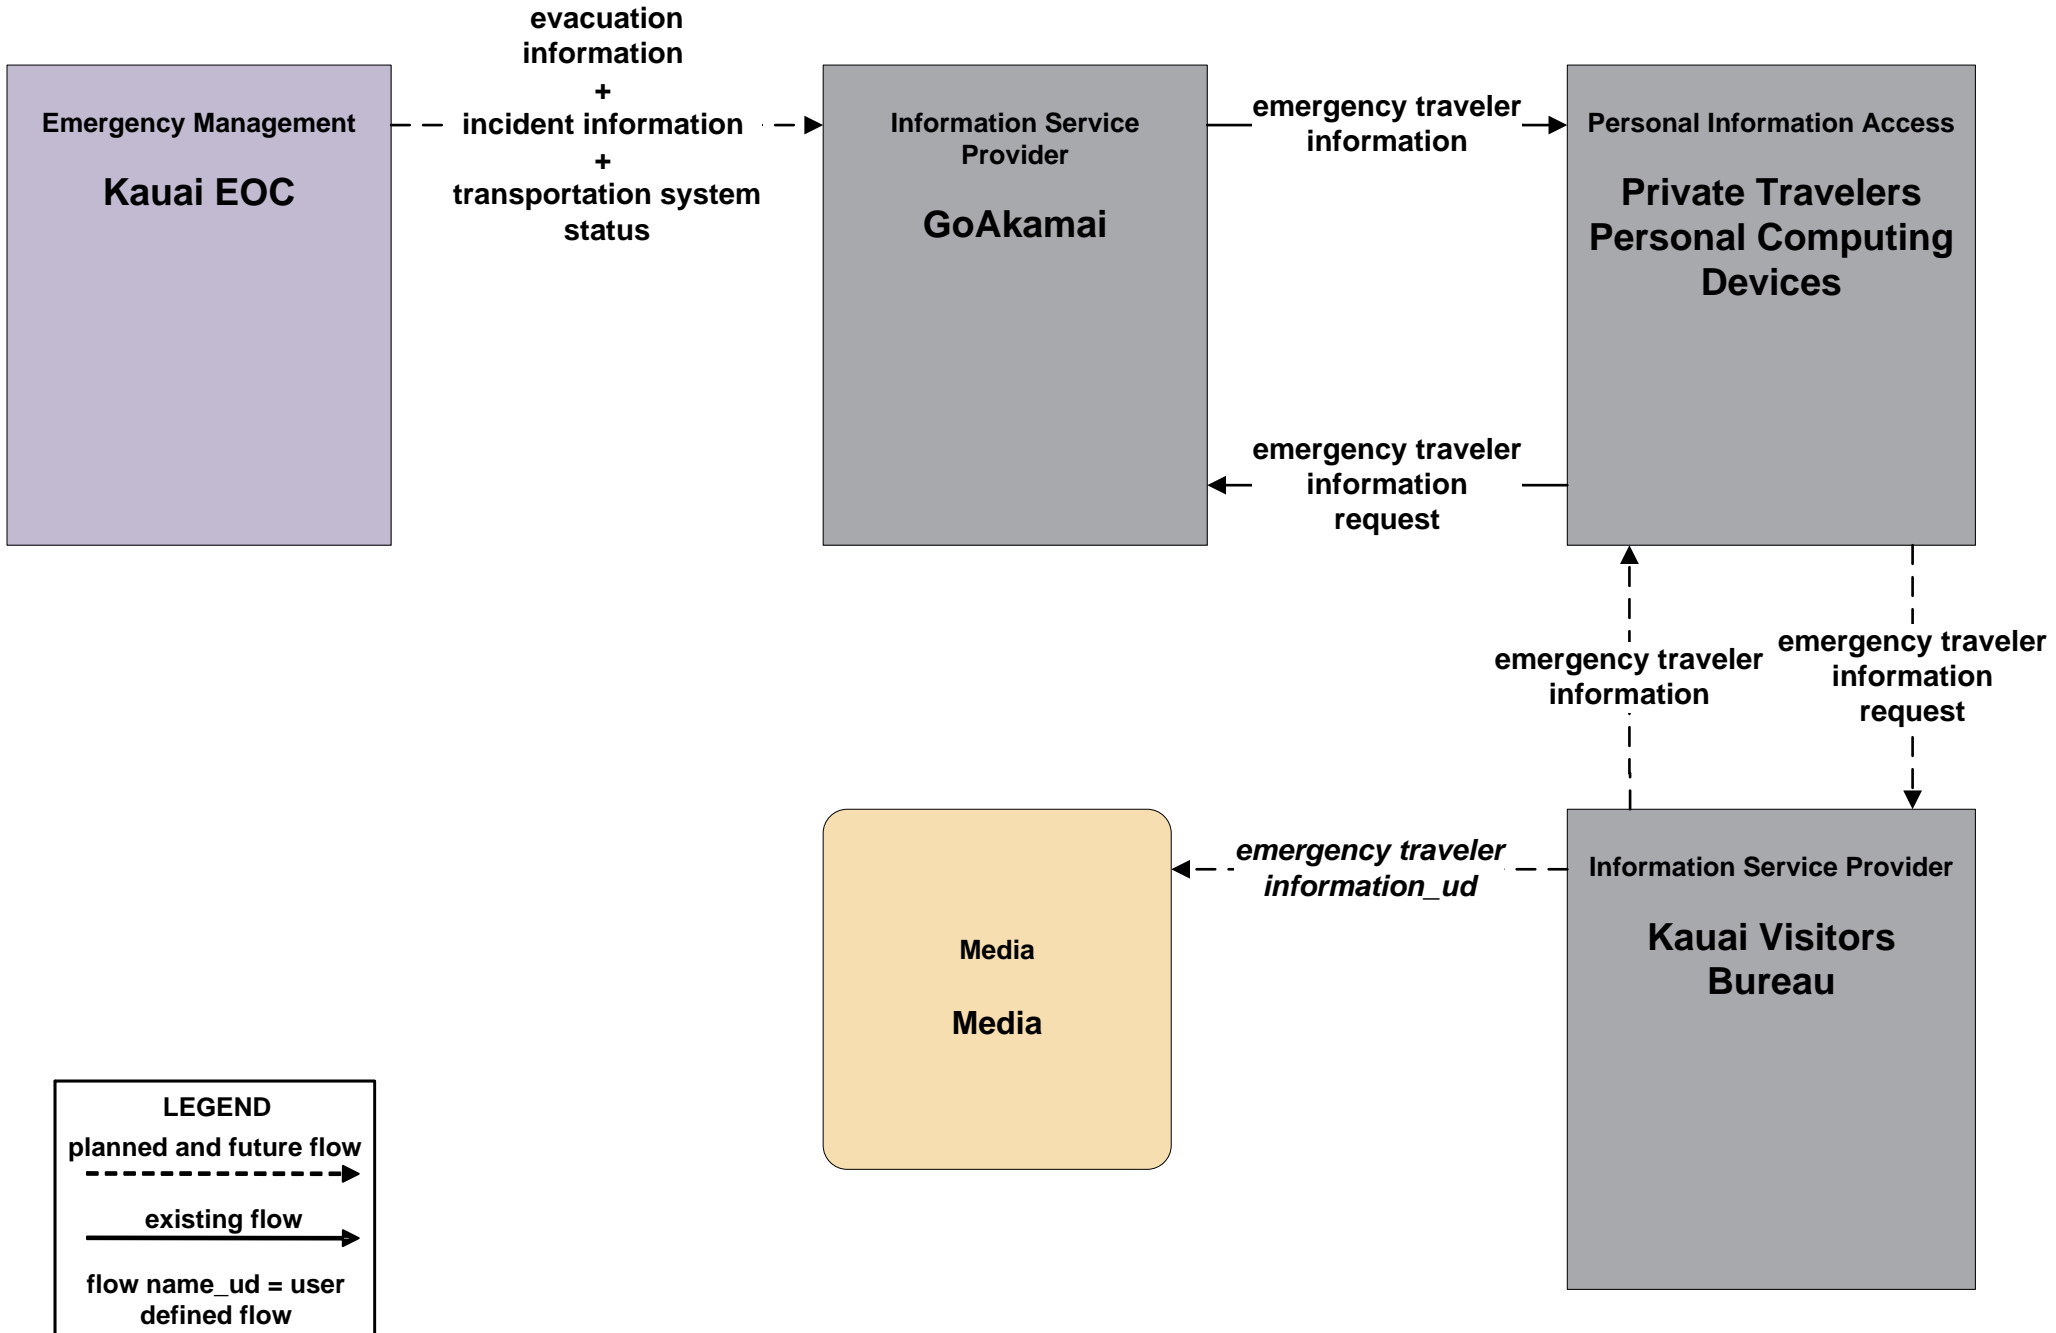 evacuation
information
+
incident information
+
transportation system
status
Emergency Management
Kauai EOC
Information Service
Provider
GoAkamai
emergency traveler
information
Personal Information Access
Private Travelers
Personal Computing
Devices
emergency traveler
information
request
emergency traveler
information
emergency traveler
information
request
Media
Media
emergency traveler
information_ud
Information Service Provider
Kauai Visitors
Bureau
LEGEND
planned and future flow
existing flow
flow name_ud = user
defined flow